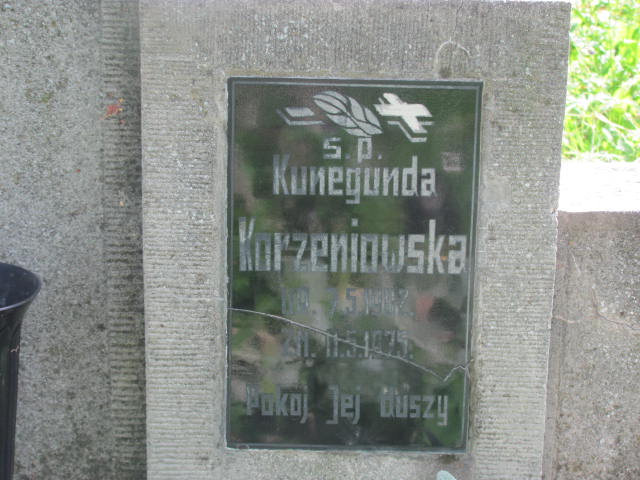 s.p.
Kunegunda
Korzeniowska
zm. 11.5.1975.
Pokój Jej Duszy